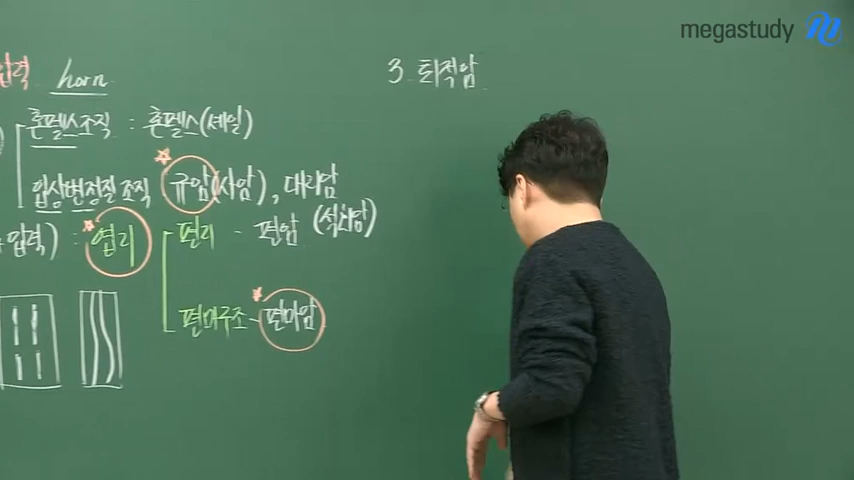 megastudy
압력 horn
3. 퇴적암
혼펠스조직 : 혼펠스(셰일)
입상변정질 조직 규암(사암), 대리암 (석회암)
압력) : 엽리 편리 - 편암
편마구조 - 편마암